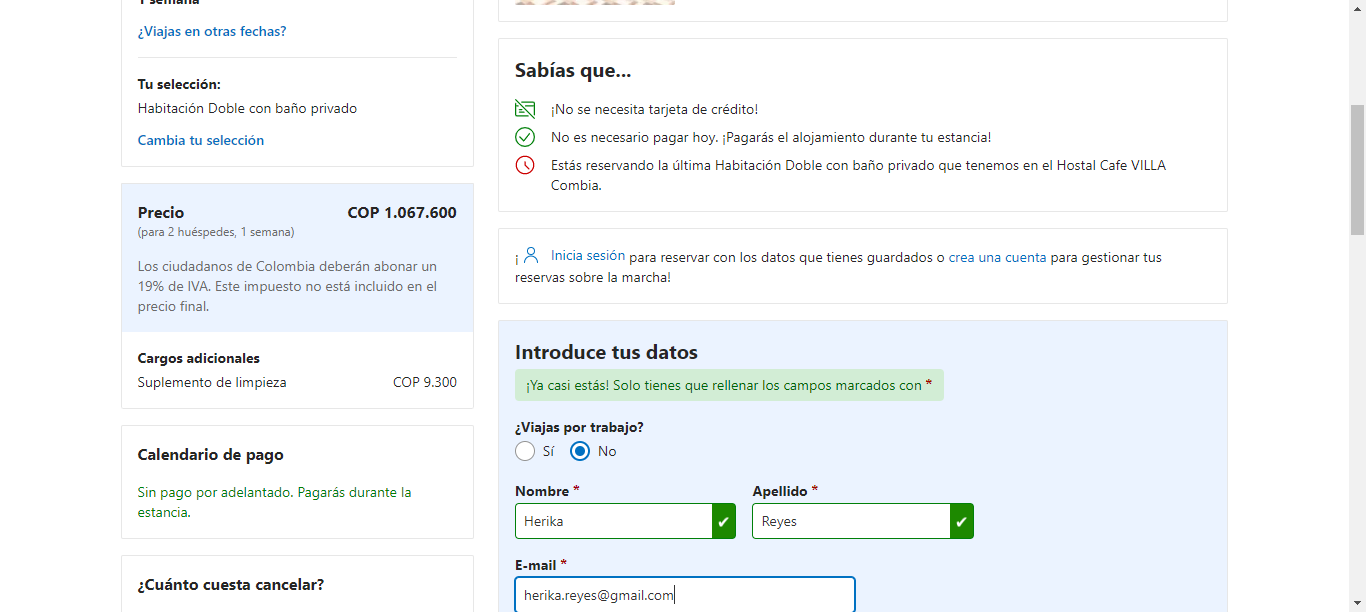 1 semana
¿Viajas en otras fechas?
Tu selección:
Habitación Doble con baño privado
Cambia tu selección
Precio COP 1.067.600
(para 2 huéspedes, 1 semana)
Los ciudadanos de Colombia deberán abonar un
19% de IVA. Este impuesto no está incluido en el
precio final.
Cargos adicionales
Suplemento de limpieza COP 9.300
Calendario de pago
Sin pago por adelantado. Pagarás durante la
estancia.
¿Cuánto cuesta cancelar?
Sabías que...
¡No se necesita tarjeta de crédito!
No es necesario pagar hoy. ¡Pagarás el alojamiento durante tu estancia!
Estás reservando la última Habitación Doble con baño privado que tenemos en el Hostal Cafe VILLA
Combia.
¡ Inicia sesión para reservar con los datos que tienes guardados o crea una cuenta para gestionar tus
reservas sobre la marcha!
Introduce tus datos
¡Ya casi estás! Solo tienes que rellenar los campos marcados con *
¿Viajas por trabajo?
Sí No
Nombre * Apellido *
Herika Reyes
E-mail *
herika.reyes@gmail.com